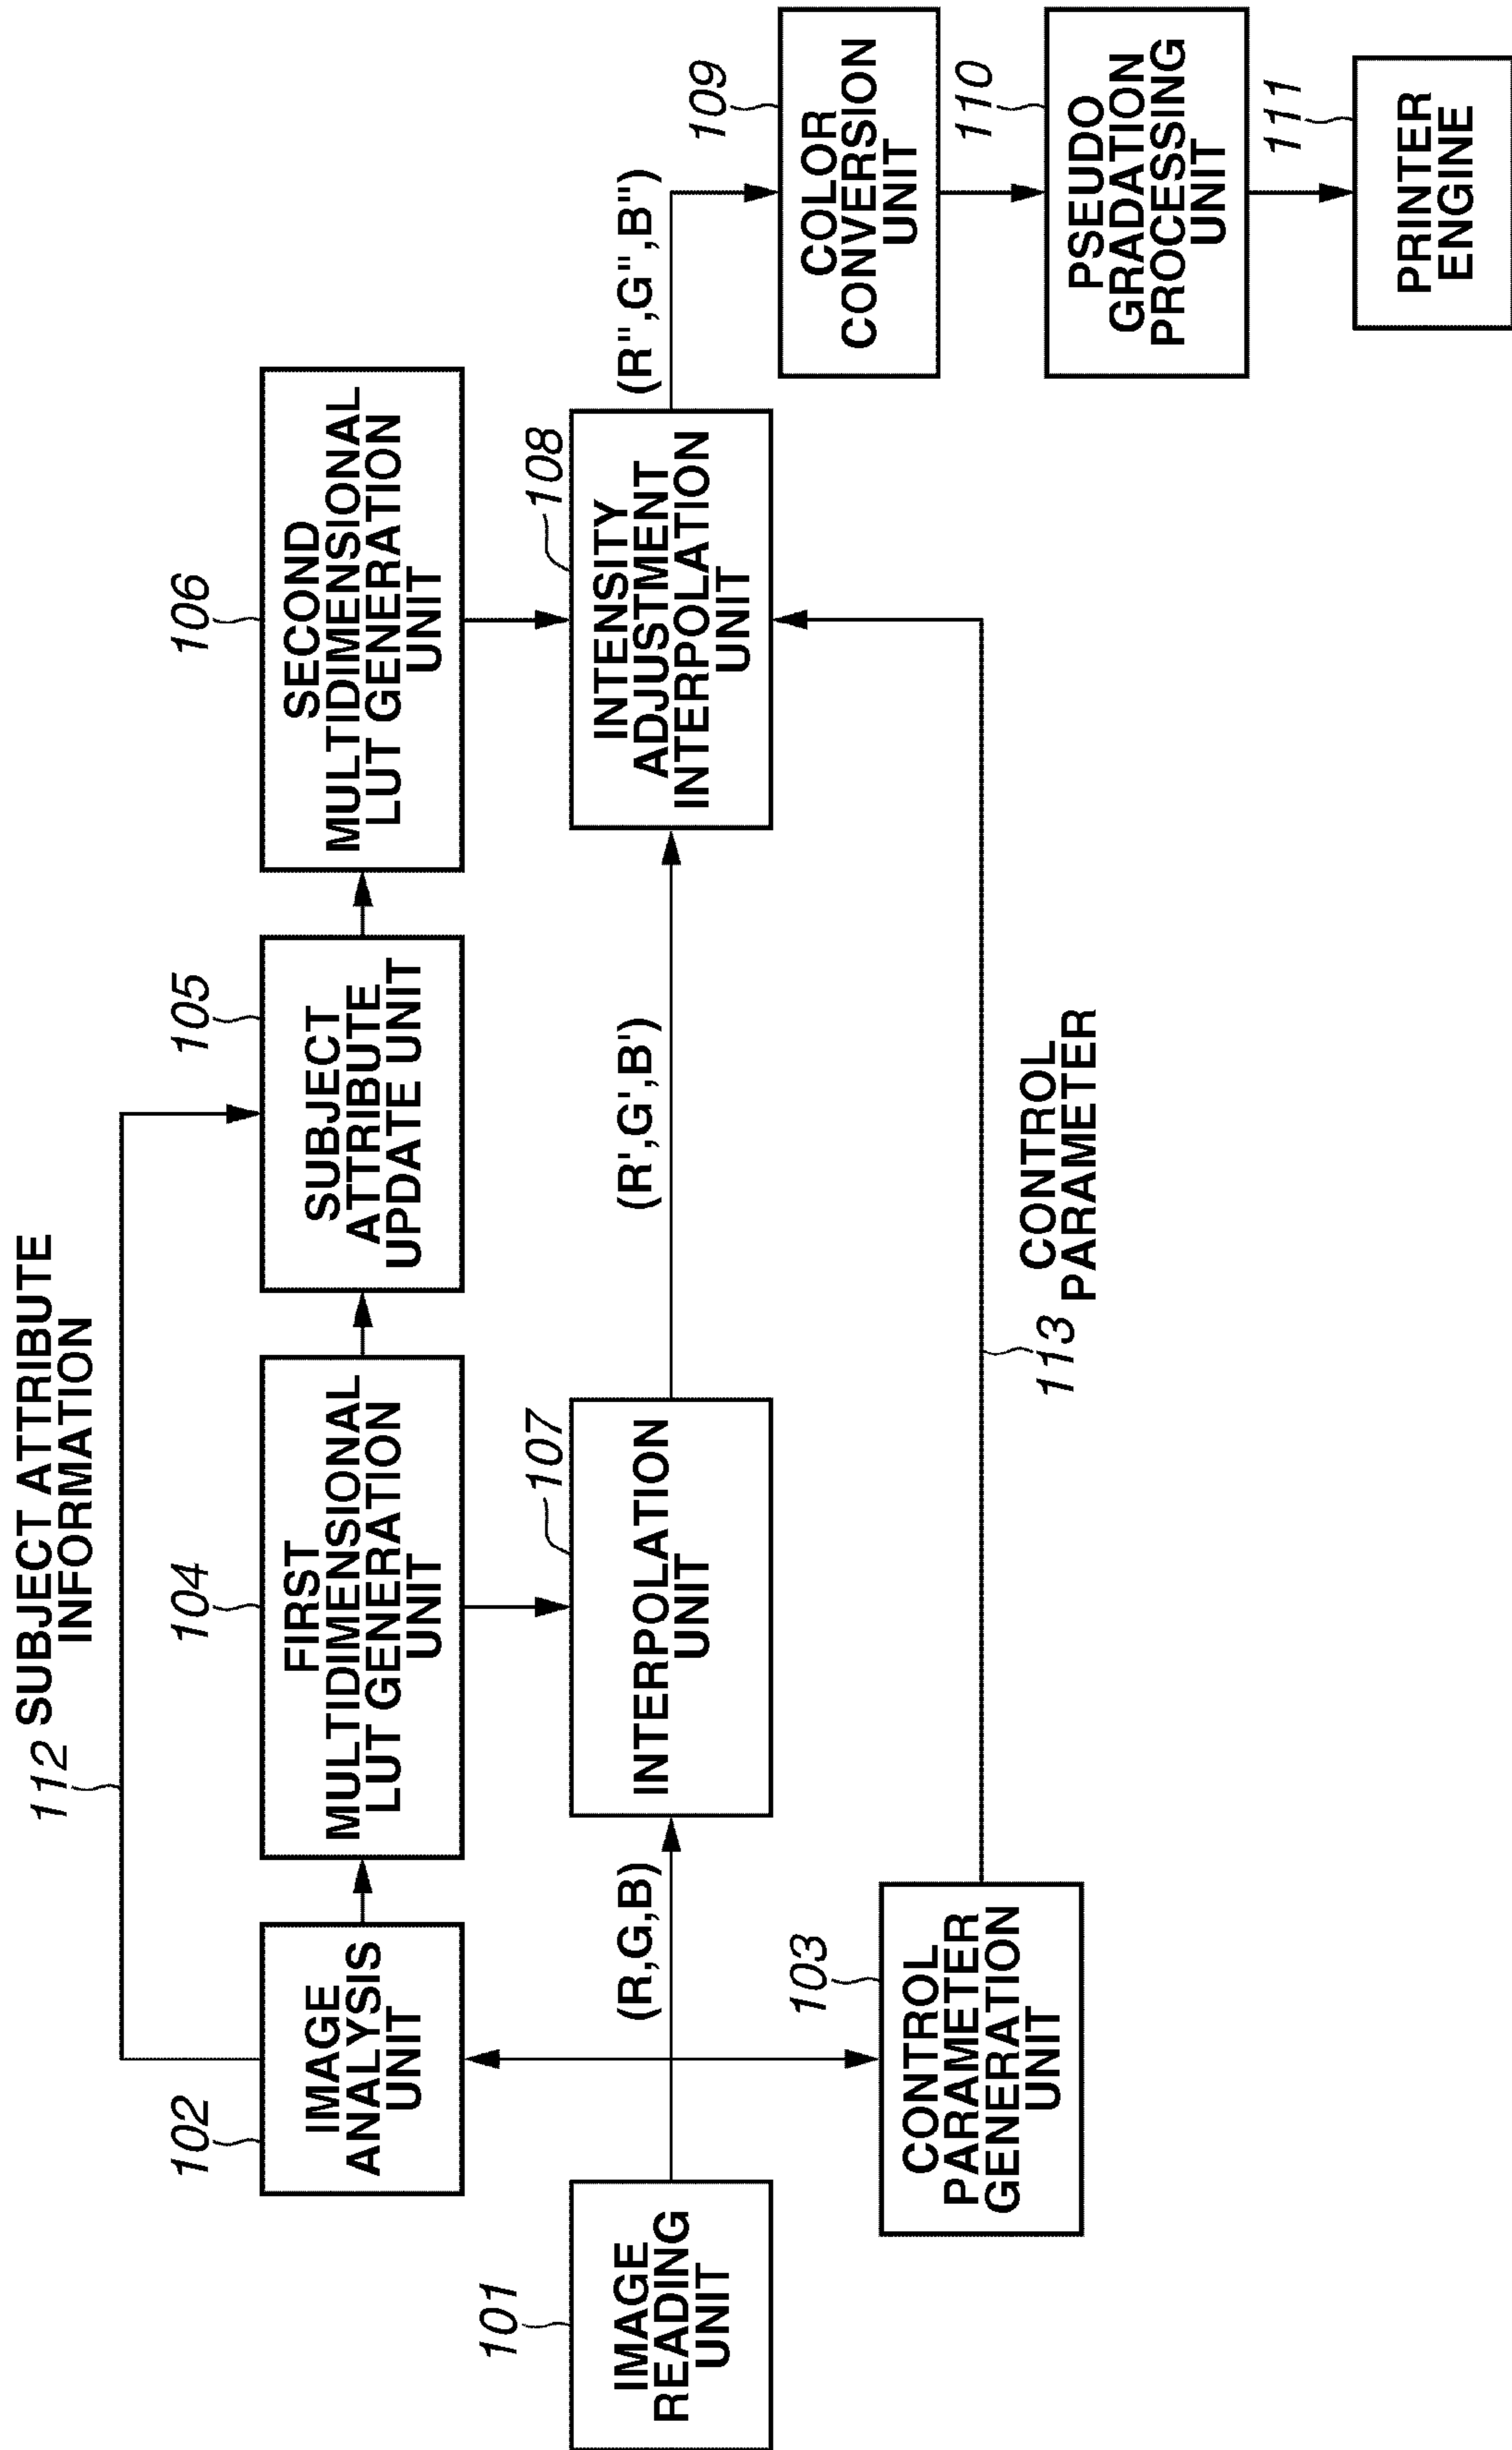 112 SUBJECT ATTRIBUTE
INFORMATION
102
IMAGE
ANALYSIS
UNIT
104
FIRST
MULTIDIMENSIONAL
LUT GENERATION
UNIT
105
SUBJECT
ATTRIBUTE
UPDATE UNIT
106
SECOND
MULTIDIMENSIONAL
LUT GENERATION
UNIT
101
IMAGE
READING
UNIT
(R,G,B)
107
INTERPOLATION
UNIT
(R',G',B')
108
INTENSITY
ADJUSTMENT
INTERPOLATION
UNIT
(R'',G'',B'')
103
CONTROL
PARAMETER
GENERATION
UNIT
113
CONTROL
PARAMETER
109
COLOR
CONVERSION
UNIT
110
PSEUDO
GRADATION
PROCESSING
UNIT
111
PRINTER
ENGINE